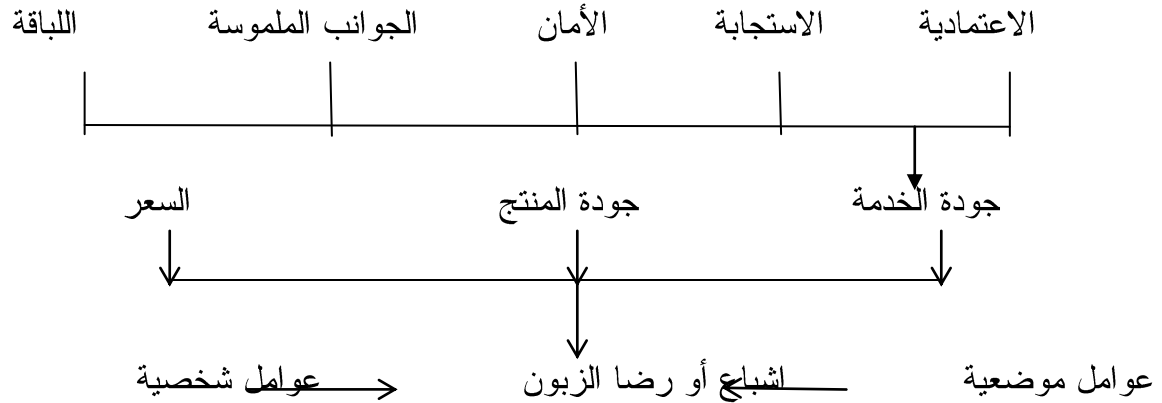 الاعتمادية الاستجابة الأمان الجوانب الملموسة اللباقة
جودة الخدمة جودة المنتج السعر
عوامل موضعية اشباع أو رضا الزبون عوامل شخصية